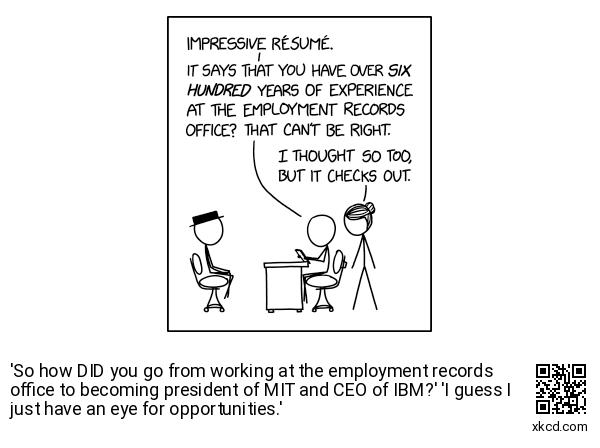 IMPRESSIVE RÉSUMÉ.
IT SAYS THAT YOU HAVE OVER SIX
HUNDRED YEARS OF EXPERIENCE
AT THE EMPLOYMENT RECORDS
OFFICE? THAT CAN'T BE RIGHT.
I THOUGHT SO TOO,
BUT IT CHECKS OUT.
'So how DID you go from working at the employment records
office to becoming president of MIT and CEO of IBM?' 'I guess I
just have an eye for opportunities.'
xkcd.com